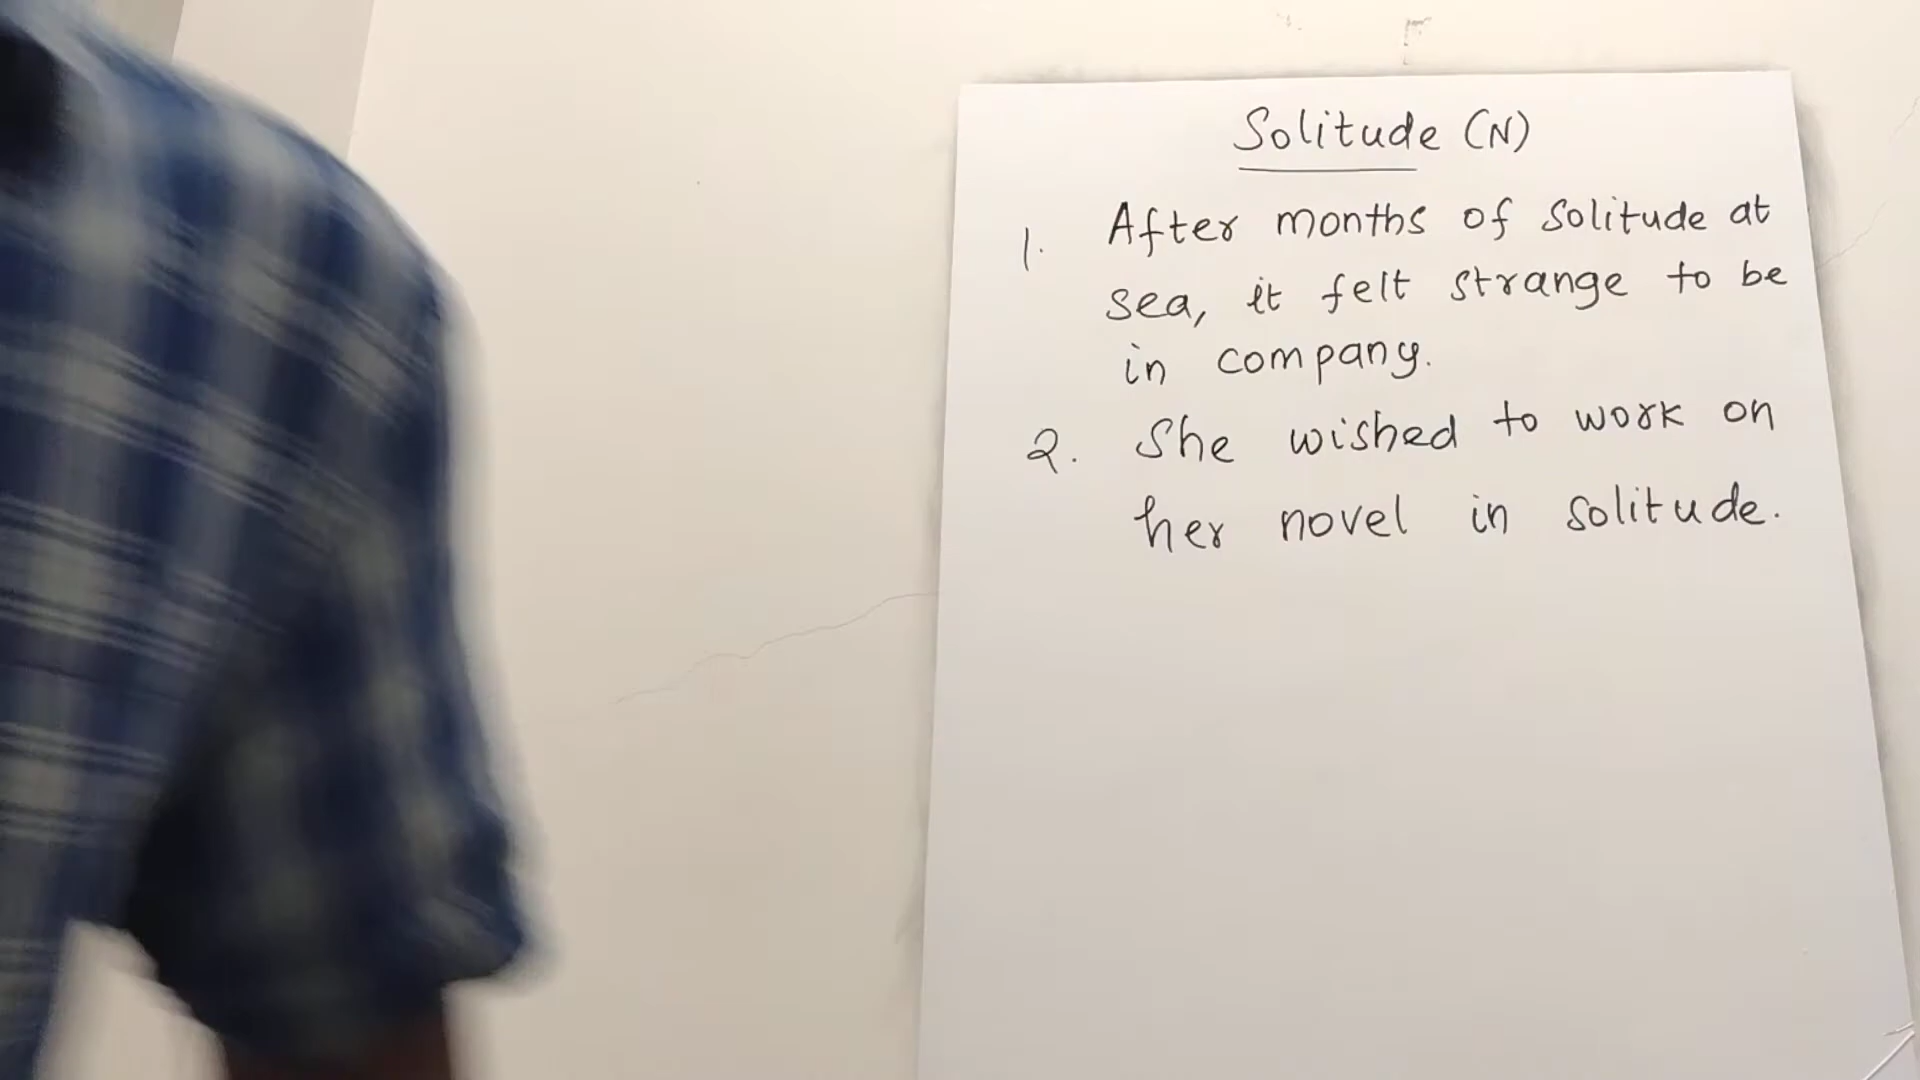 Solitude (N)
1. After months of solitude at
sea, it felt strange to be
in company.
2. She wished to work on
her novel in solitude.